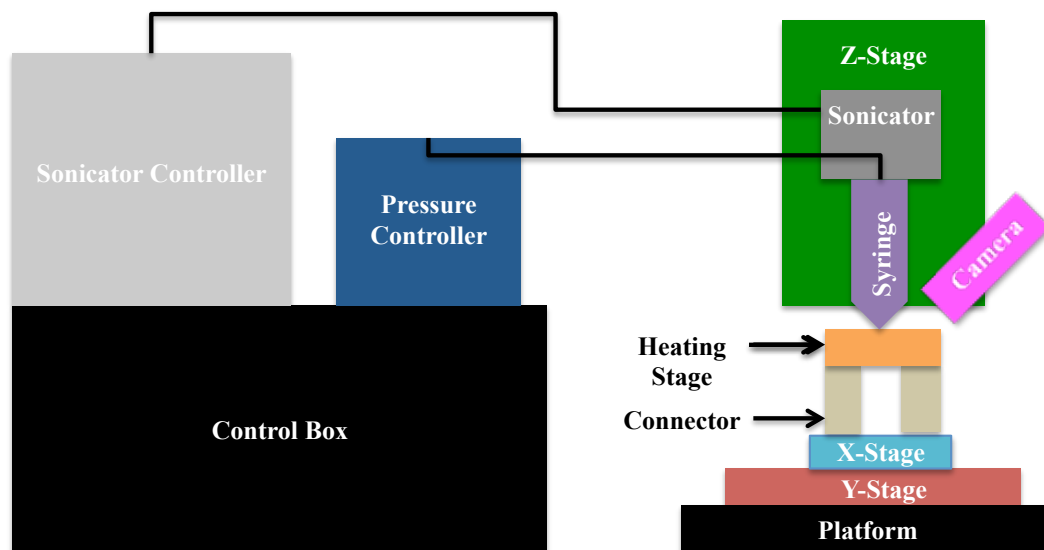 Z-Stage
Sonicator
Sonicator Controller
Pressure
Controller
Syringe
Camera
Heating
Stage
Connector
Control Box
X-Stage
Y-Stage
Platform